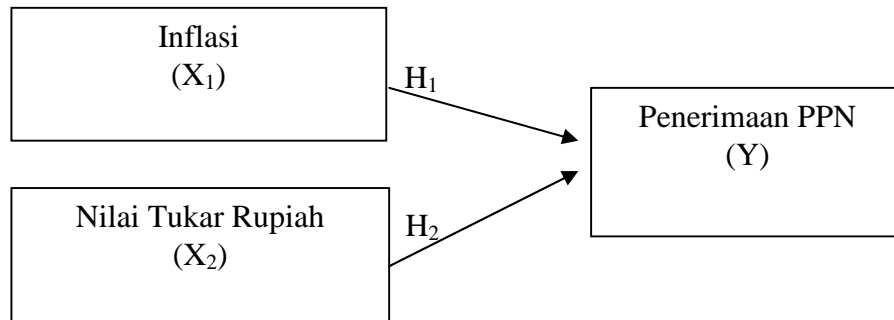 Inflasi
(X₁)
H₁
Penerimaan PPN
(Y)
Nilai Tukar Rupiah
(X₂)
H₂